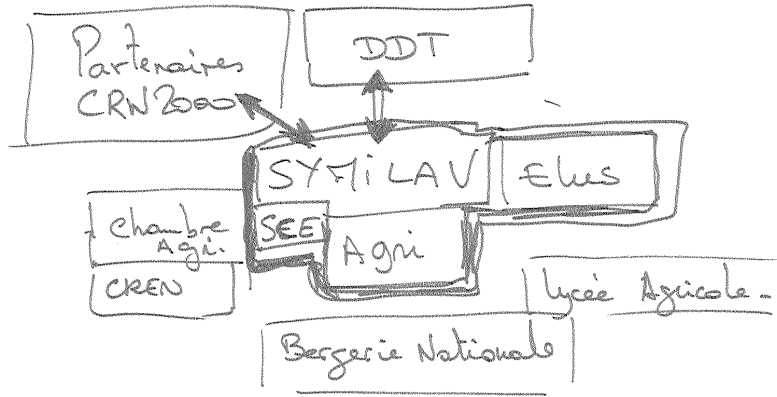 Partenaires
CRN2000
DDT
SYMiLAV
Elus
SEE
Agri
Chambre
Agri.
CREN
Lycée Agricole-
Bergerie Nationale